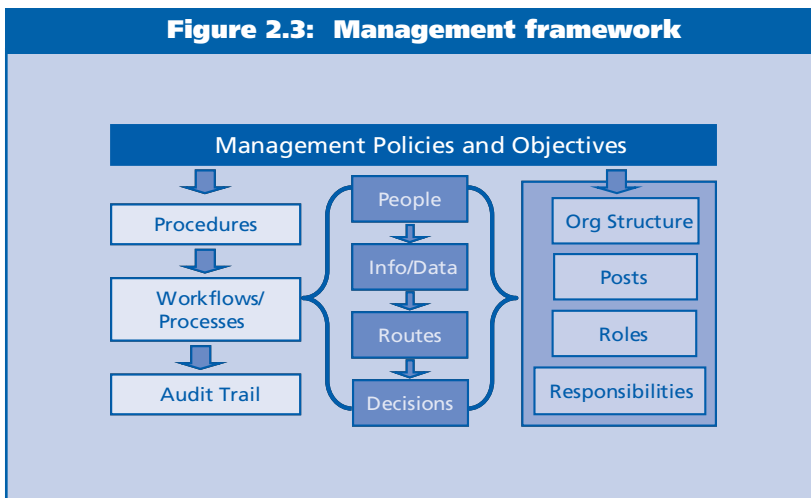 Figure 2.3: Management framework
Management Policies and Objectives
Procedures
Workflows/
Processes
Audit Trail
People
Info/Data
Routes
Decisions
Org Structure
Posts
Roles
Responsibilities